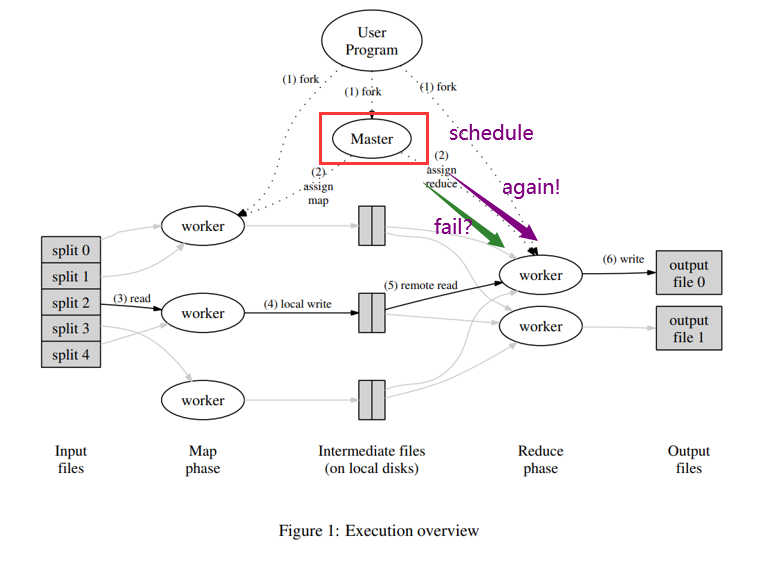 User
Program
(1) fork
(1) fork
(1) fork
Master
schedule
(2)
assign
map
(2)
assign
reduce
again!
fail?
worker
split 0
split 1
split 2
split 3
split 4
(3) read
worker
(4) local write
(5) remote read
worker
(6) write
output
file 0
worker
output
file 1
worker
Input
files
Map
phase
Intermediate files
(on local disks)
Reduce
phase
Output
files
Figure 1: Execution overview